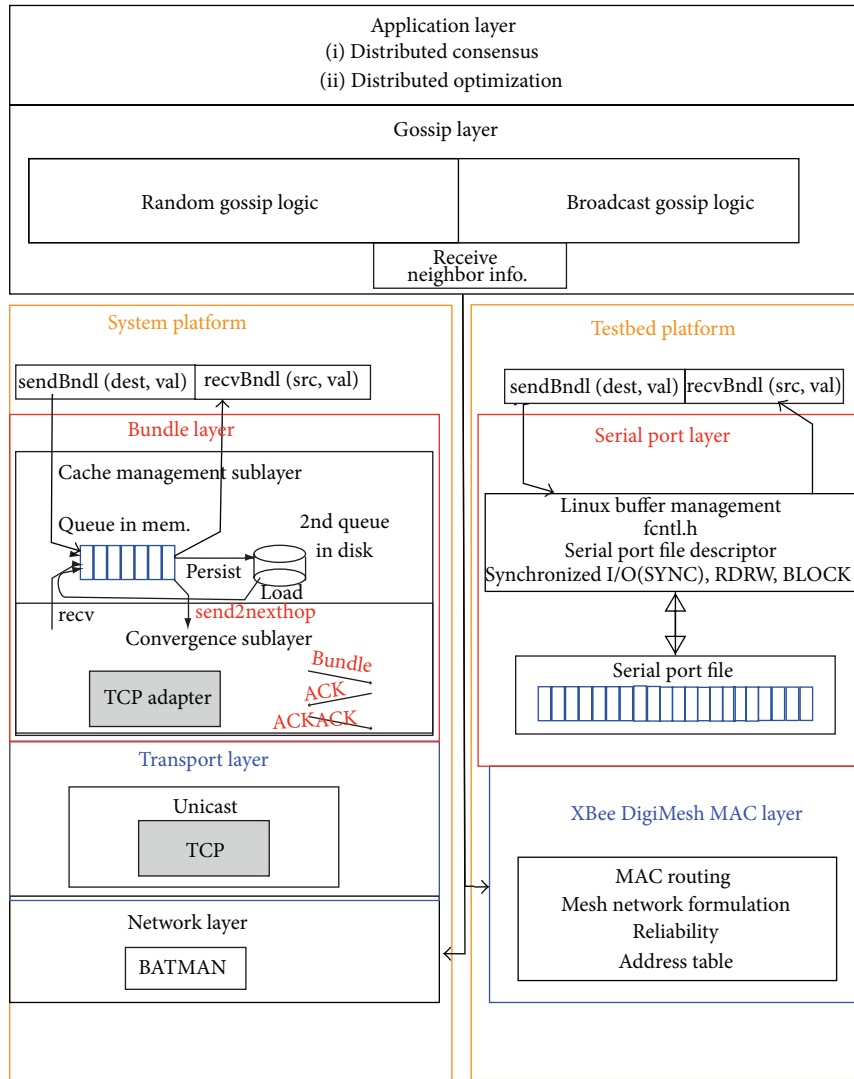 Application layer
(i) Distributed consensus
(ii) Distributed optimization
Gossip layer
Random gossip logic
Broadcast gossip logic
Receive
neighbor info.
System platform
sendBndl (dest, val)
recvBndl (src, val)
Bundle layer
Cache management sublayer
Queue in mem.
2nd queue
in disk
Persist
Load
recv
send2nexthop
Convergence sublayer
TCP adapter
Bundle
ACK
ACKACK
Transport layer
Unicast
TCP
Network layer
BATMAN
Testbed platform
sendBndl (dest, val)
recvBndl (src, val)
Serial port layer
Linux buffer management
fcntl.h
Serial port file descriptor
Synchronized I/O(SYNC), RDRW, BLOCK
Serial port file
XBee DigiMesh MAC layer
MAC routing
Mesh network formulation
Reliability
Address table